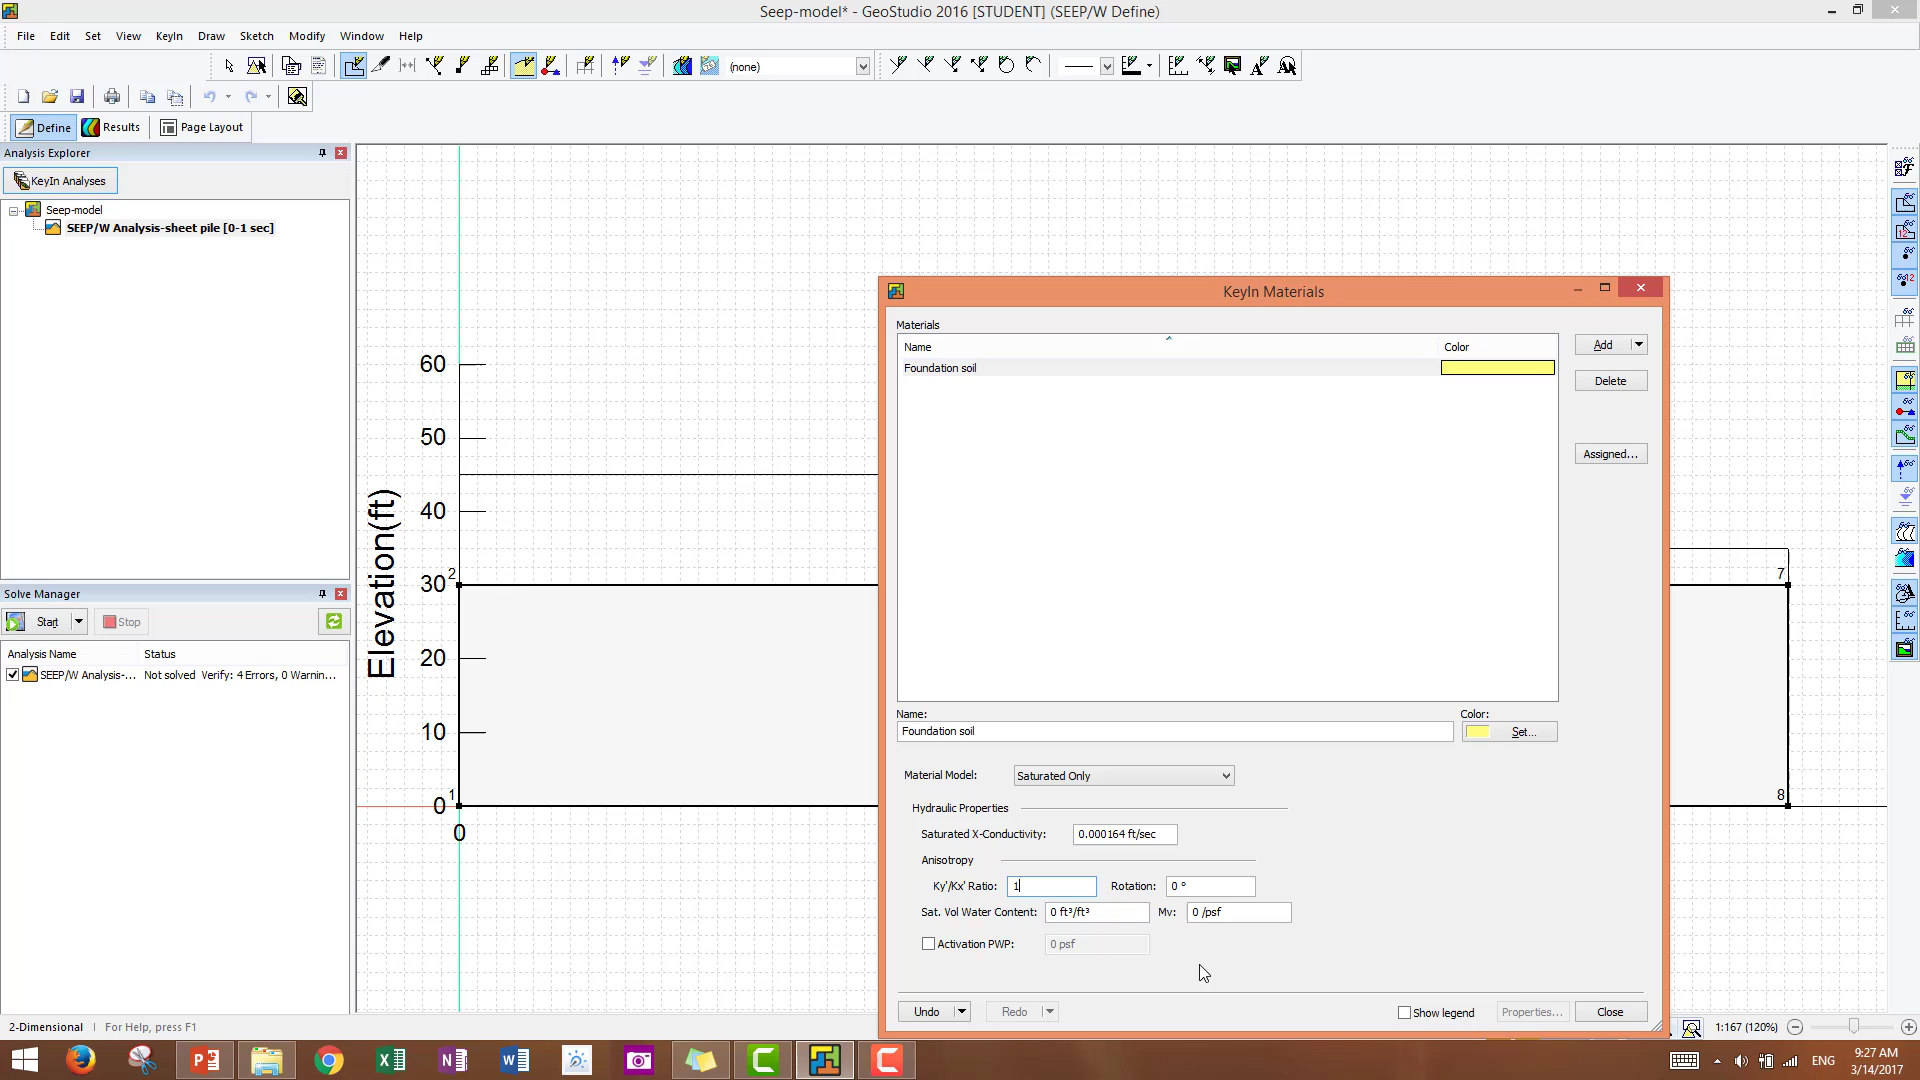 Seep-model* - GeoStudio 2016 [STUDENT] (SEEP/W Define)
File Edit Set View KeyIn Draw Sketch Modify Window Help
(none)
Define Results Page Layout
Analysis Explorer
KeyIn Analyses
Seep-model
SEEP/W Analysis-sheet pile [0-1 sec]
Solve Manager
Start Stop
Analysis Name Status
SEEP/W Analysis-... Not solved Verify: 4 Errors, 0 Warnin...
Elevation(ft)
60
50
40
30
20
10
0
0
2
1
7
8
KeyIn Materials
Materials
Name Color
Foundation soil
Add
Delete
Assigned...
Name: Color:
Foundation soil Set...
Material Model: Saturated Only
Hydraulic Properties
Saturated X-Conductivity: 0.000164 ft/sec
Anisotropy
Ky'/Kx' Ratio: 1 Rotation: 0 °
Sat. Vol Water Content: 0 ft³/ft³ Mv: 0 /psf
Activation PWP: 0 psf
Undo Redo Show legend Properties... Close
2-Dimensional For Help, press F1
1:167 (120%)
ENG
9:27 AM
3/14/2017